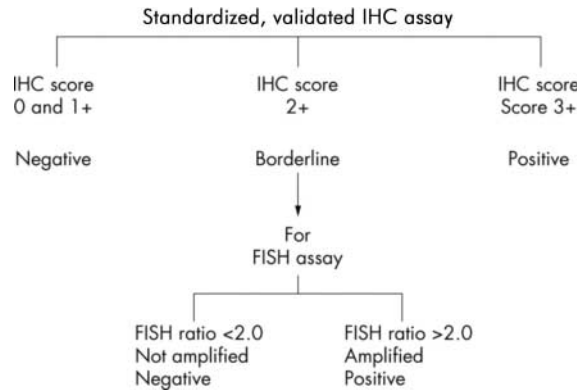 Standardized, validated IHC assay
IHC score
0 and 1+
IHC score
2+
IHC score
Score 3+
Negative
Borderline
Positive
For
FISH assay
FISH ratio <2.0
Not amplified
Negative
FISH ratio >2.0
Amplified
Positive